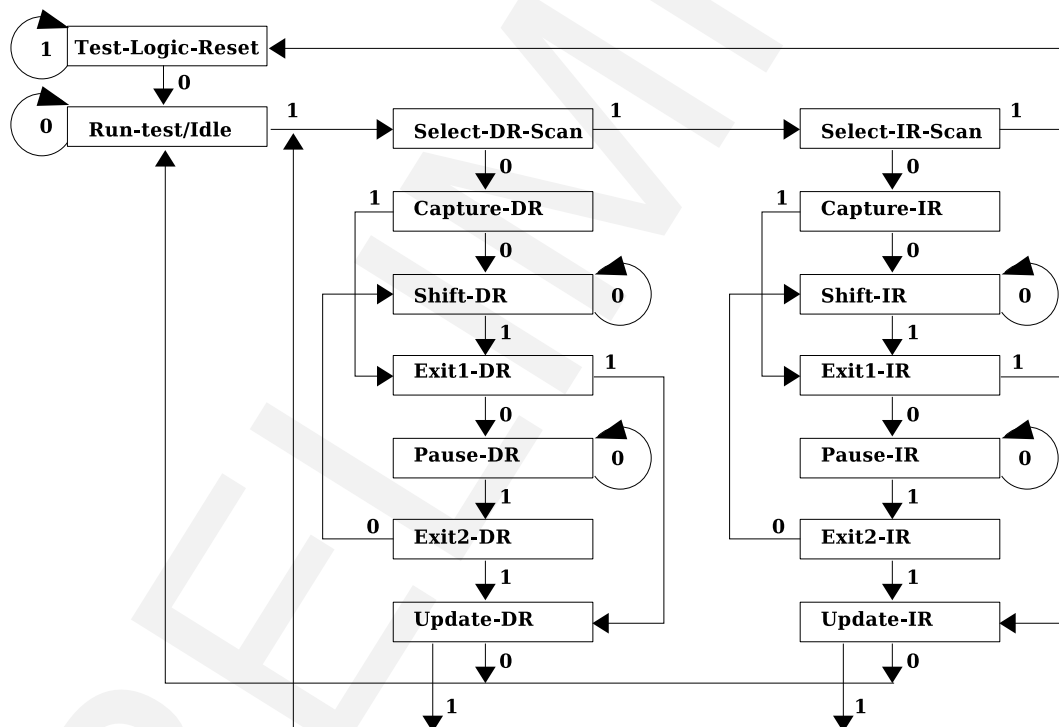 1 Test-Logic-Reset
0
0 Run-test/Idle 1 Select-DR-Scan 1 Select-IR-Scan 1
0 0
1 Capture-DR 1 Capture-IR
0 0
Shift-DR 0 Shift-IR 0
1 1
Exit1-DR 1 Exit1-IR 1
0 0
Pause-DR 0 Pause-IR 0
1 1
0 Exit2-DR 0 Exit2-IR
1 1
Update-DR Update-IR
0 0
1 1